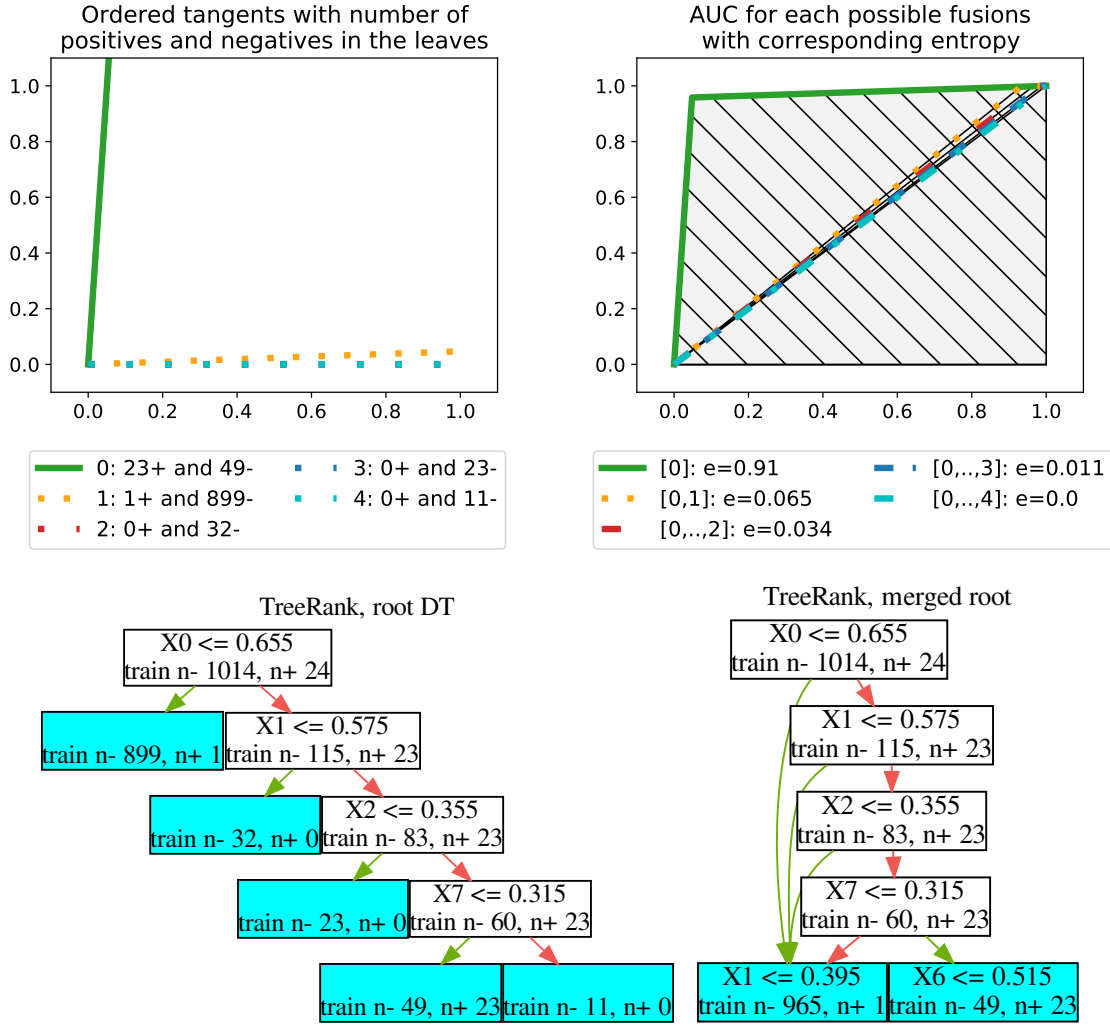 Ordered tangents with number of
positives and negatives in the leaves
1.0
0.8
0.6
0.4
0.2
0.0
0.0 0.2 0.4 0.6 0.8 1.0
0: 23+ and 49-
1: 1+ and 899-
2: 0+ and 32-
3: 0+ and 23-
4: 0+ and 11-
AUC for each possible fusions
with corresponding entropy
1.0
0.8
0.6
0.4
0.2
0.0
0.0 0.2 0.4 0.6 0.8 1.0
[0]: e=0.91
[0,1]: e=0.065
[0,..,2]: e=0.034
[0,..,3]: e=0.011
[0,..,4]: e=0.0
TreeRank, root DT
X0 <= 0.655
train n- 1014, n+ 24
train n- 899, n+ 1
X1 <= 0.575
train n- 115, n+ 23
train n- 32, n+ 0
X2 <= 0.355
train n- 83, n+ 23
train n- 23, n+ 0
X7 <= 0.315
train n- 60, n+ 23
train n- 49, n+ 23
train n- 11, n+ 0
TreeRank, merged root
X0 <= 0.655
train n- 1014, n+ 24
X1 <= 0.575
train n- 115, n+ 23
X2 <= 0.355
train n- 83, n+ 23
X7 <= 0.315
train n- 60, n+ 23
X1 <= 0.395
train n- 965, n+ 1
X6 <= 0.515
train n- 49, n+ 23